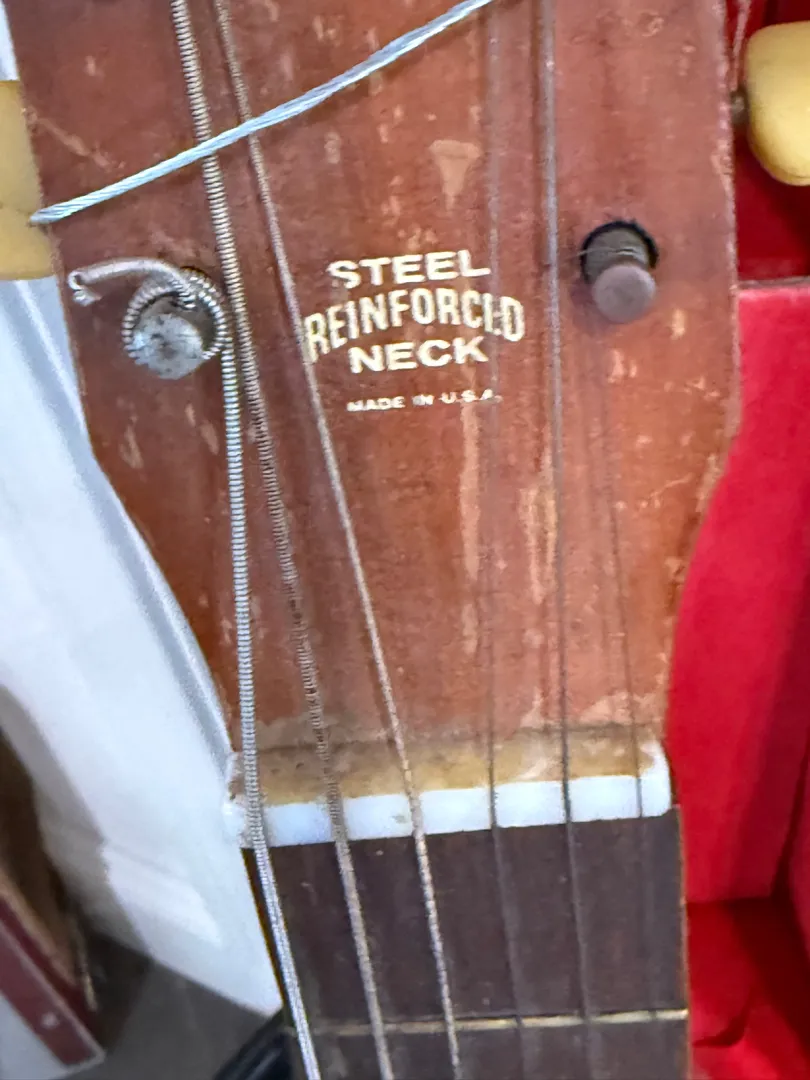 STEEL
REINFORCED
NECK
MADE IN U.S.A.